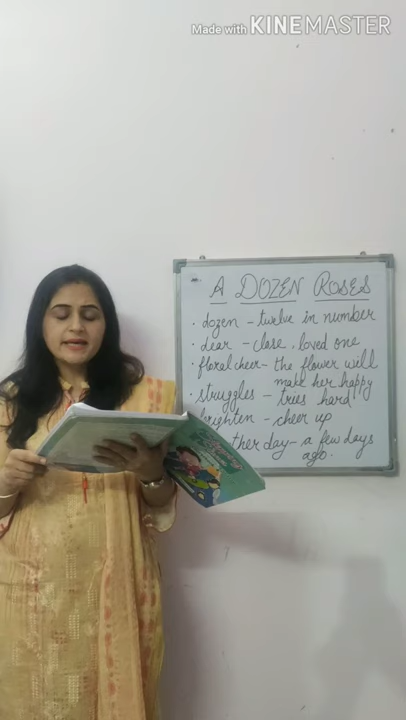 Made with KINEMASTER
A DOZEN ROSES
· dozen - twelve in number
· dear - close, loved one
floral cheer - the flower will
make her happy
· struggles - tries hard
brighten - cheer up
ther day - a few days
ago.